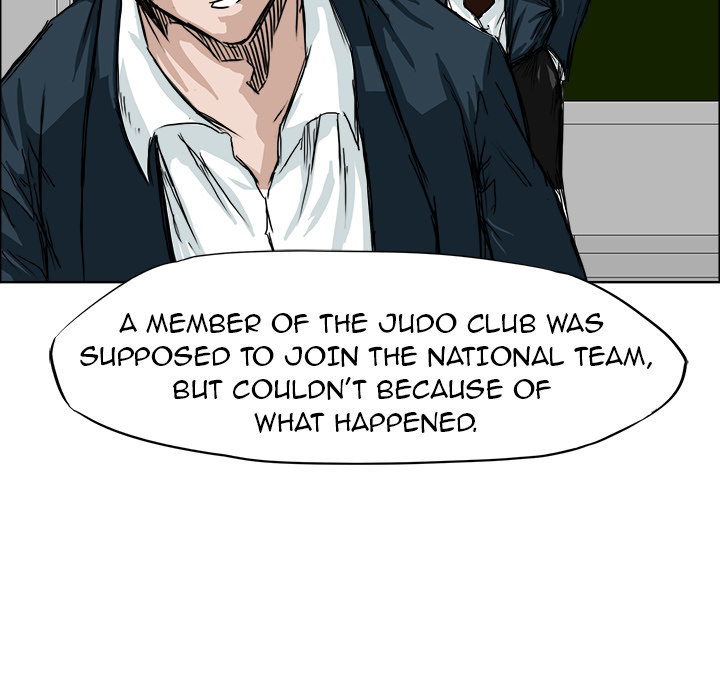 A MEMBER OF THE JUDO CLUB WAS
SUPPOSED TO JOIN THE NATIONAL TEAM,
BUT COULDN'T BECAUSE OF
WHAT HAPPENED.